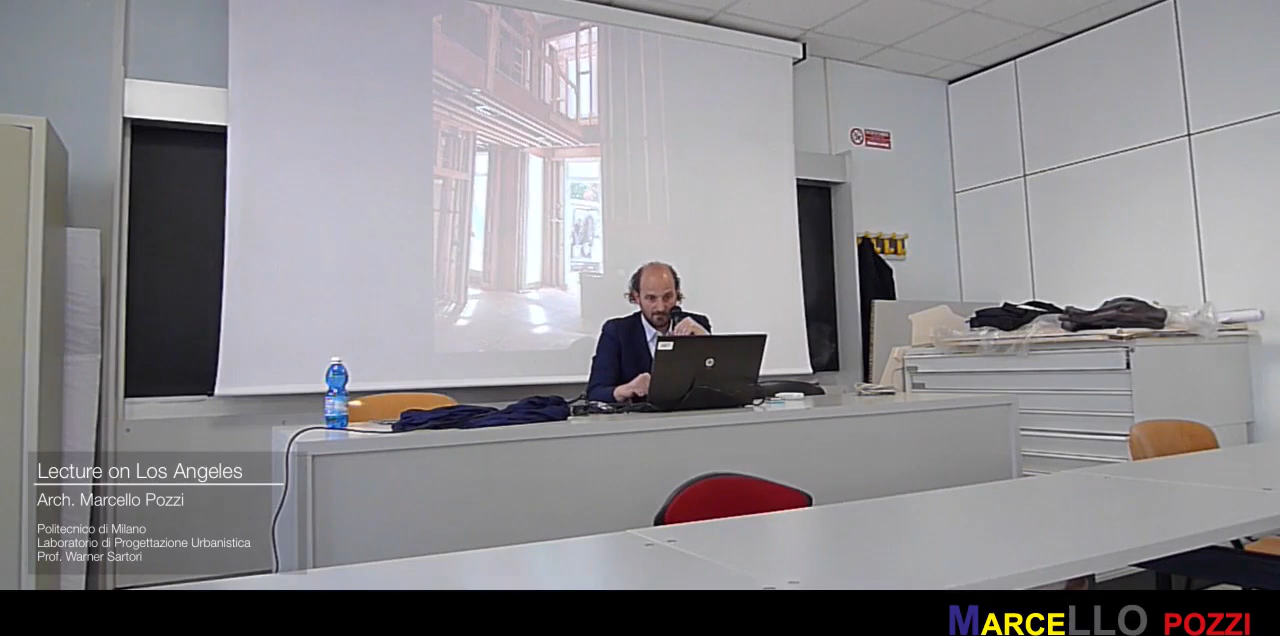 Lecture on Los Angeles
Arch. Marcello Pozzi
Politecnico di Milano
Laboratorio di Progettazione Urbanistica
Prof. Warner Sartori
MARCELLO POZZI